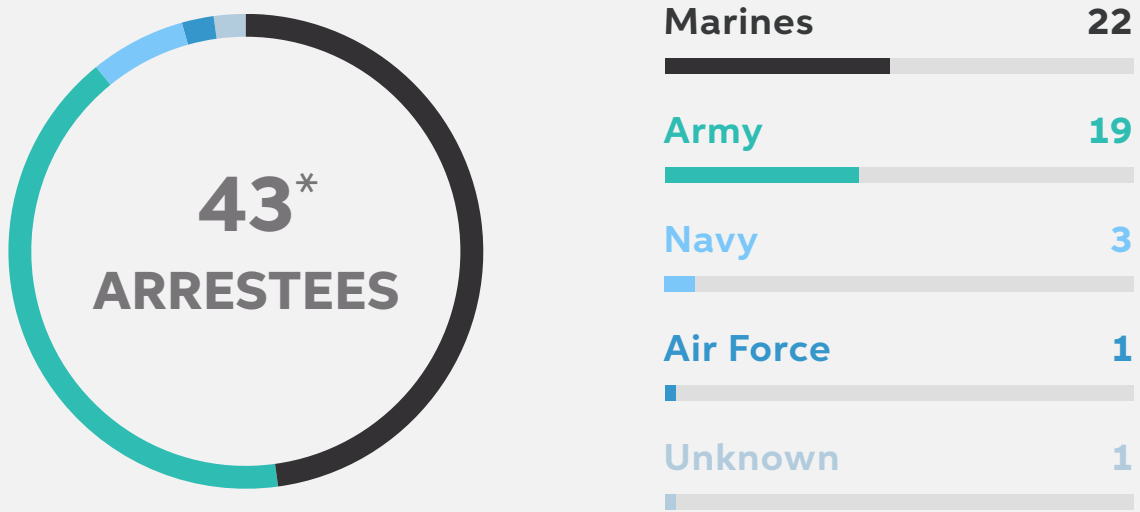 43*
ARRESTEES
Marines 22
Army 19
Navy 3
Air Force 1
Unknown 1